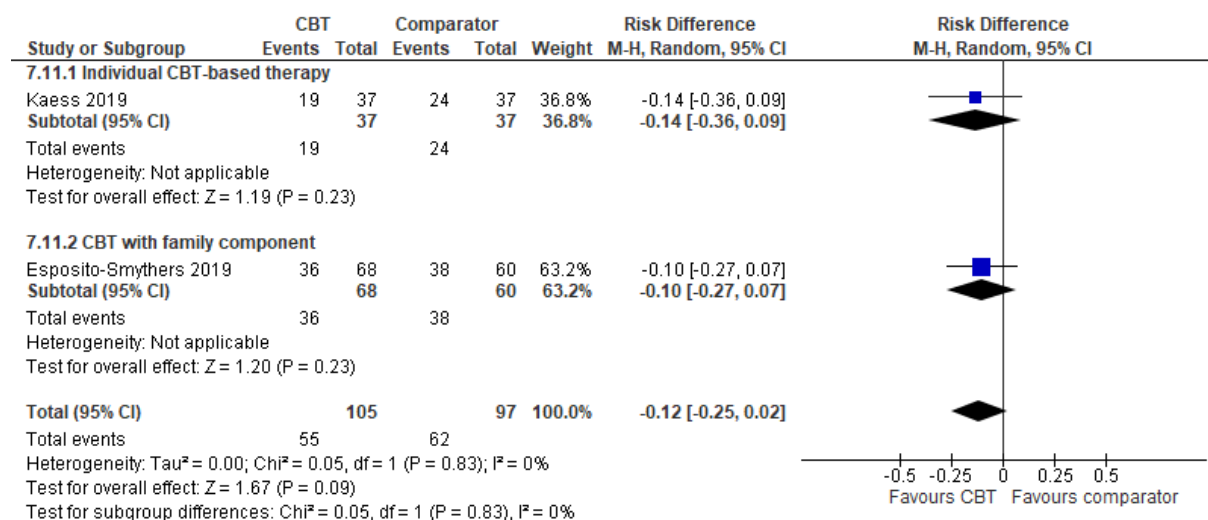 CBT Comparator Risk Difference Risk Difference
Study or Subgroup Events Total Events Total Weight M-H, Random, 95% CI M-H, Random, 95% CI
7.11.1 Individual CBT-based therapy
Kaess 2019 19 37 24 37 36.8% -0.14 [-0.36, 0.09]
Subtotal (95% CI) 37 37 36.8% -0.14 [-0.36, 0.09]
Total events 19 24
Heterogeneity: Not applicable
Test for overall effect: Z = 1.19 (P = 0.23)
7.11.2 CBT with family component
Esposito-Smythers 2019 36 68 38 60 63.2% -0.10 [-0.27, 0.07]
Subtotal (95% CI) 68 60 63.2% -0.10 [-0.27, 0.07]
Total events 36 38
Heterogeneity: Not applicable
Test for overall effect: Z = 1.20 (P = 0.23)
Total (95% CI) 105 97 100.0% -0.12 [-0.25, 0.02]
Total events 55 62
Heterogeneity: Tau² = 0.00; Chi² = 0.05, df = 1 (P = 0.83); I² = 0%
Test for overall effect: Z = 1.67 (P = 0.09)
Test for subgroup differences: Chi² = 0.05, df = 1 (P = 0.83), I² = 0%
-0.5 -0.25 0 0.25 0.5
Favours CBT Favours comparator